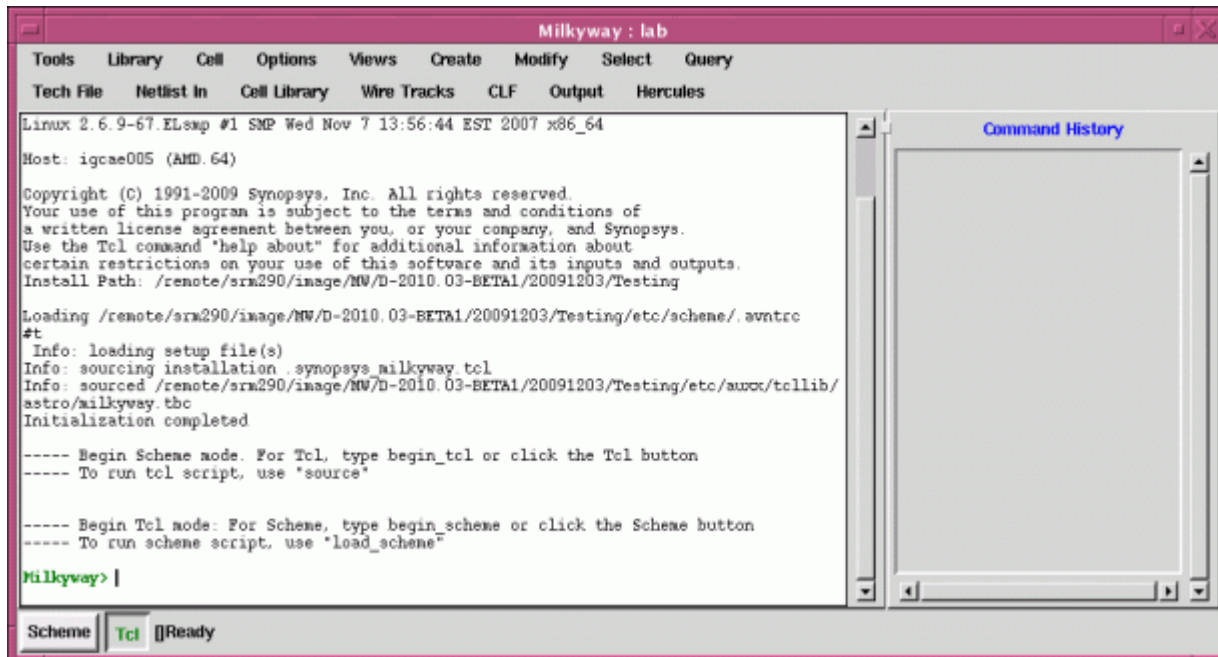 Milkyway : lab
Tools Library Cell Options Views Create Modify Select Query
Tech File Netlist In Cell Library Wire Tracks CLF Output Hercules
Linux 2.6.9-67.ELsmp #1 SMP Wed Nov 7 13:56:44 EST 2007 x86_64
Command History
Host: igcae005 (AMD.64)
Copyright (C) 1991-2009 Synopsys, Inc. All rights reserved.
Your use of this program is subject to the terms and conditions of
a written license agreement between you, or your company, and Synopsys.
Use the Tcl command "help about" for additional information about
certain restrictions on your use of this software and its inputs and outputs.
Install Path: /remote/srm290/image/MW/D-2010.03-BETA1/20091203/Testing
Loading /remote/srm290/image/MW/D-2010.03-BETA1/20091203/Testing/etc/scheme/.avntrc
#t
Info: loading setup file(s)
Info: sourcing installation .synopsys_milkyway.tcl
Info: sourced /remote/srm290/image/MW/D-2010.03-BETA1/20091203/Testing/etc/auxx/tcllib/
astro/milkyway.tbc
Initialization completed
----- Begin Scheme mode. For Tcl, type begin_tcl or click the Tcl button
----- To run tcl script, use "source"
----- Begin Tcl mode: For Scheme, type begin_scheme or click the Scheme button
----- To run scheme script, use "load_scheme"
Milkyway>
Scheme Tcl []Ready